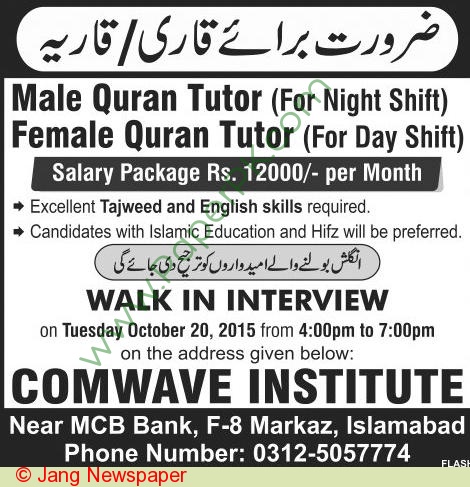 ضرورت برائے قاری/قاریہ
Male Quran Tutor (For Night Shift)
Female Quran Tutor (For Day Shift)
Salary Package Rs. 12000/- per Month
➜ Excellent Tajweed and English skills required.
➜ Candidates with Islamic Education and Hifz will be preferred.
انگلش بولنے والے امیدواروں کو ترجیح دی جائے گی
WALK IN INTERVIEW
on Tuesday October 20, 2015 from 4:00pm to 7:00pm
on the address given below:
COMWAVE INSTITUTE
Near MCB Bank, F-8 Markaz, Islamabad
Phone Number: 0312-5057774
FLASH
© Jang Newspaper